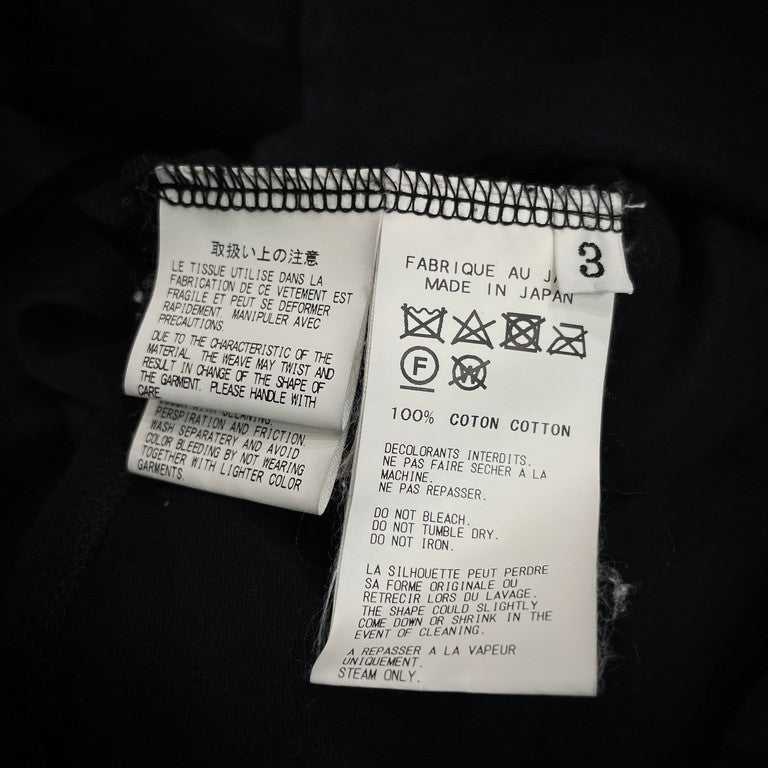 取扱い上の注意
LE TISSUE UTILISE DANS LA
FABRICATION DE CE VETEMENT EST
FRAGILE ET PEUT SE DEFORMER
RAPIDEMENT. MANIPULER AVEC
PRECAUTIONS
DUE TO THE CHARACTERISTIC OF THE
MATERIAL. THE WEAVE MAY TWIST AND
RESULT IN CHANGE OF THE SHAPE OF
THE GARMENT. PLEASE HANDLE WITH
CARE.
COLOR WITH CLEANING,
PERSPIRATION AND FRICTION.
WASH SEPARATERY AND AVOID
COLOR BLEEDING BY NOT WEARING
TOGETHER WITH LIGHTER COLOR
GARMENTS.
3
FABRIQUE AU
MADE IN JAPAN
F
W
100% COTON COTTON
DECOLORANTS INTERDITS.
NE PAS FAIRE SECHER A LA
MACHINE.
NE PAS REPASSER.
DO NOT BLEACH.
DO NOT TUMBLE DRY.
DO NOT IRON.
LA SILHOUETTE PEUT PERDRE
SA FORME ORIGINALE OU
RETRECIR LORS DU LAVAGE.
THE SHAPE COULD SLIGHTLY
COME DOWN OR SHRINK IN THE
EVENT OF CLEANING.
A REPASSER A LA VAPEUR
UNIQUEMENT.
STEAM ONLY.